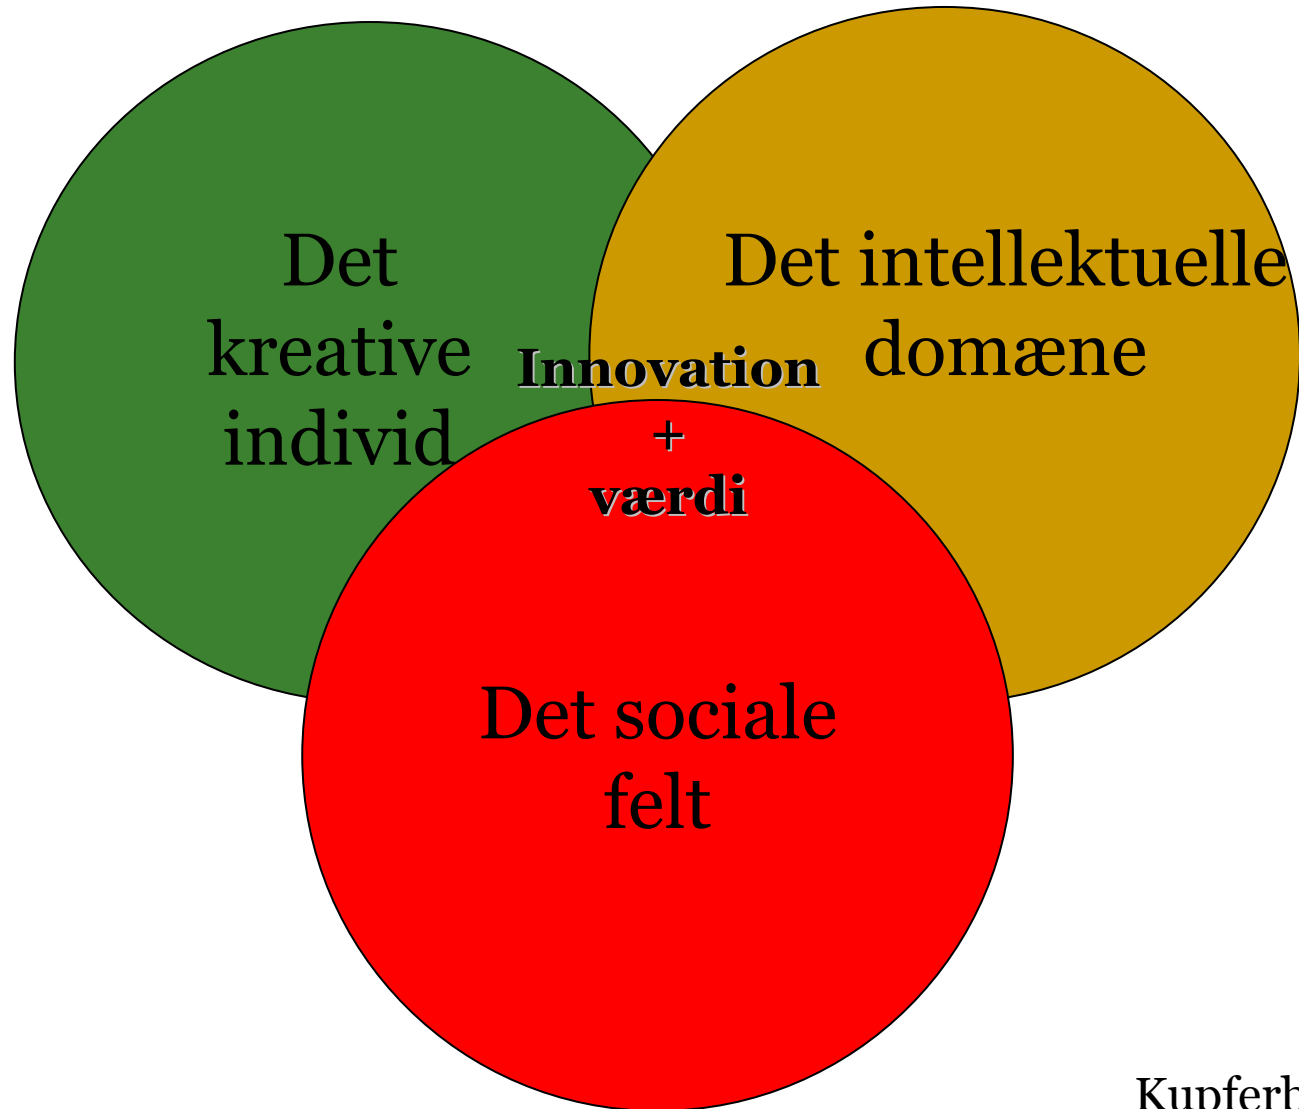 Det
kreative
individ
Det intellektuelle
domæne
Innovation
+
værdi
Det sociale
felt